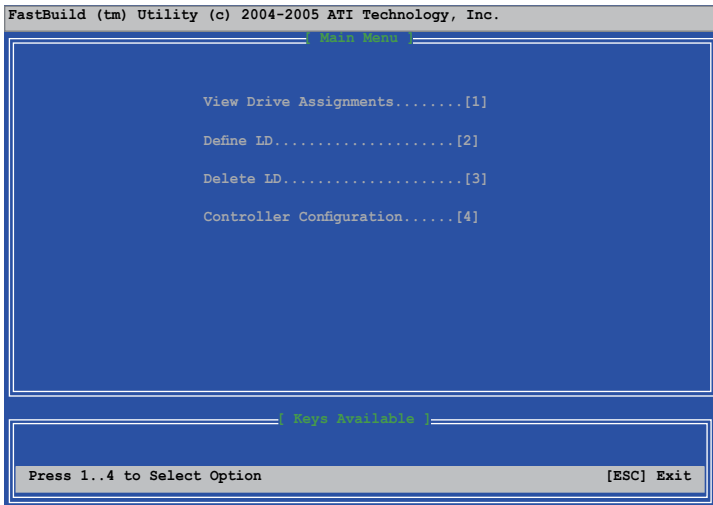 FastBuild (tm) Utility (c) 2004-2005 ATI Technology, Inc.
[ Main Menu ]
View Drive Assignments........[1]
Define LD......................[2]
Delete LD......................[3]
Controller Configuration......[4]
[ Keys Available ]
Press 1..4 to Select Option [ESC] Exit